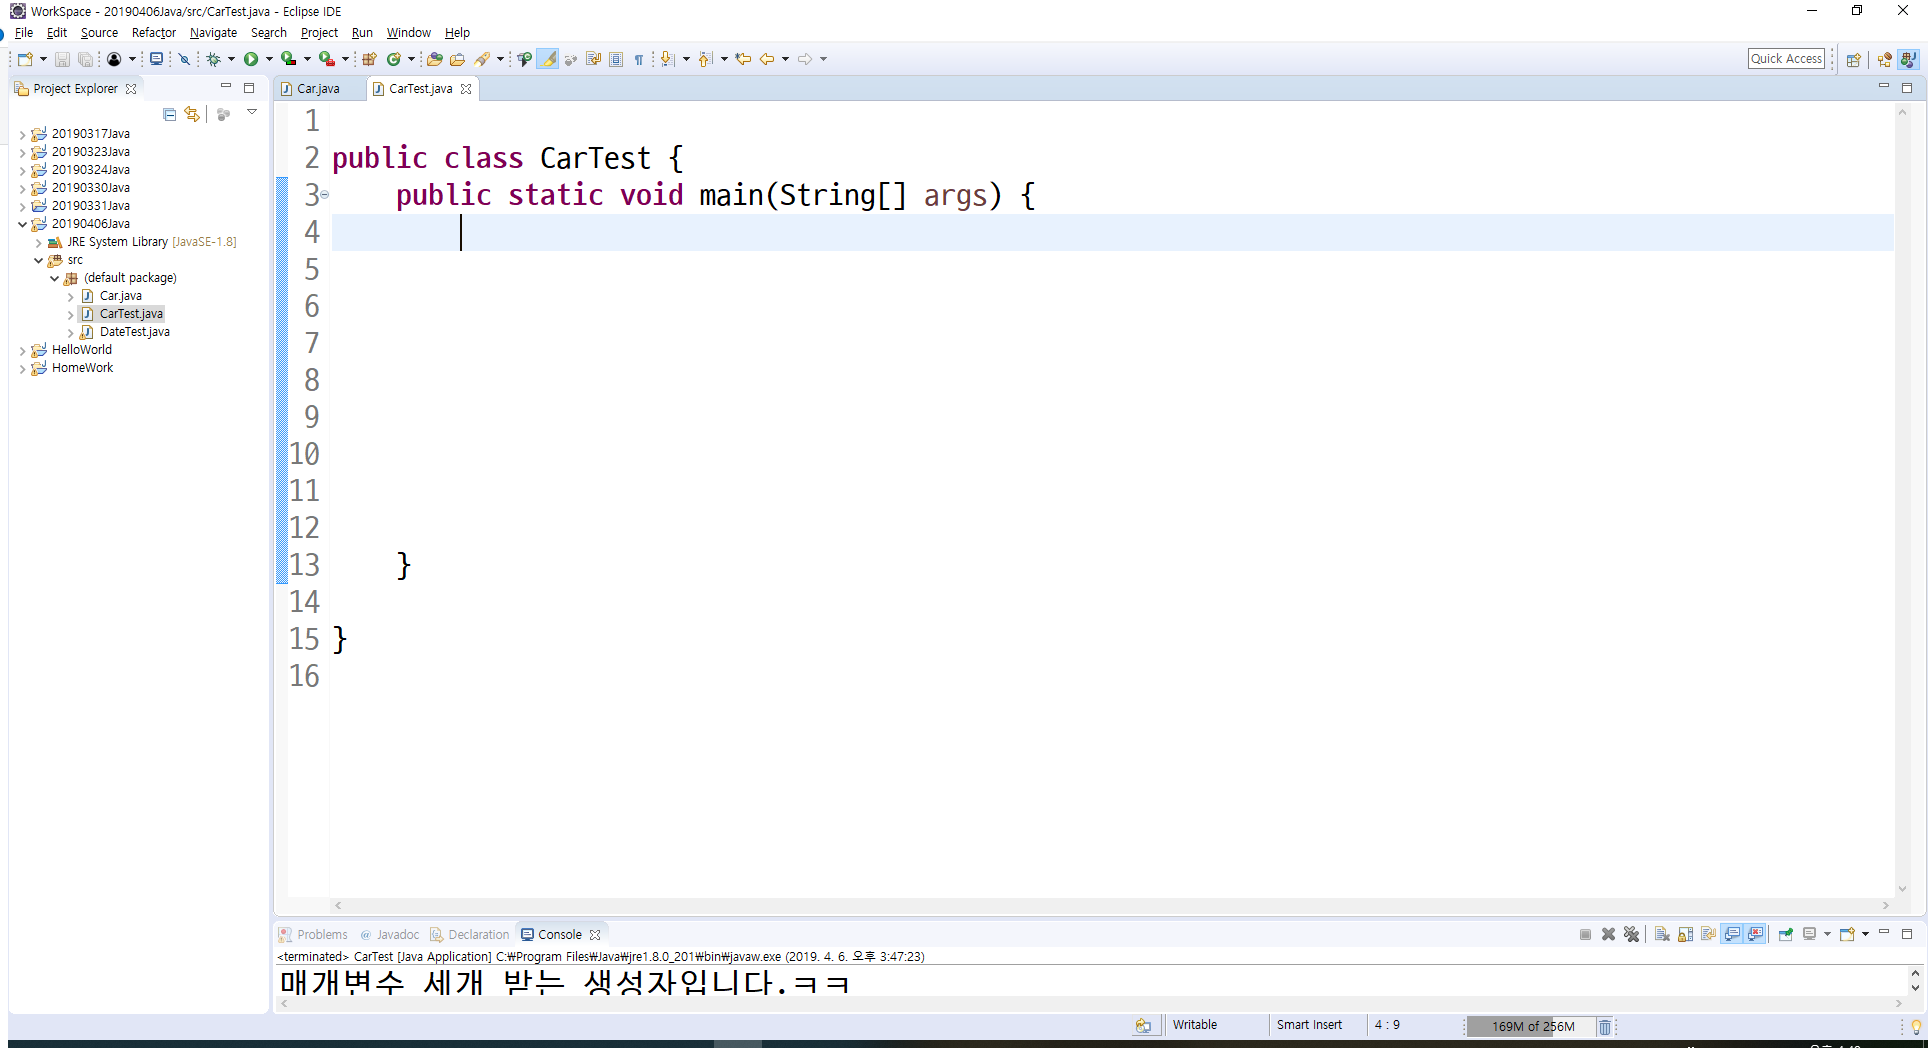 WorkSpace - 20190406Java/src/CarTest.java - Eclipse IDE
File Edit Source Refactor Navigate Search Project Run Window Help
Quick Access
Project Explorer
Car.java CarTest.java
20190317Java
20190323Java
20190324Java
20190330Java
20190331Java
20190406Java
JRE System Library [JavaSE-1.8]
src
(default package)
Car.java
CarTest.java
DateTest.java
HelloWorld
HomeWork
1
2 public class CarTest {
3 public static void main(String[] args) {
4
5
6
7
8
9
10
11
12
13 }
14
15 }
16
Problems @ Javadoc Declaration Console
<terminated> CarTest [Java Application] C:₩Program Files₩Java₩jre1.8.0_201₩bin₩javaw.exe (2019. 4. 6. 오후 3:47:23)
매개변수 세개 받는 생성자입니다.ㅋㅋ
Writable Smart Insert 4 : 9 169M of 256M